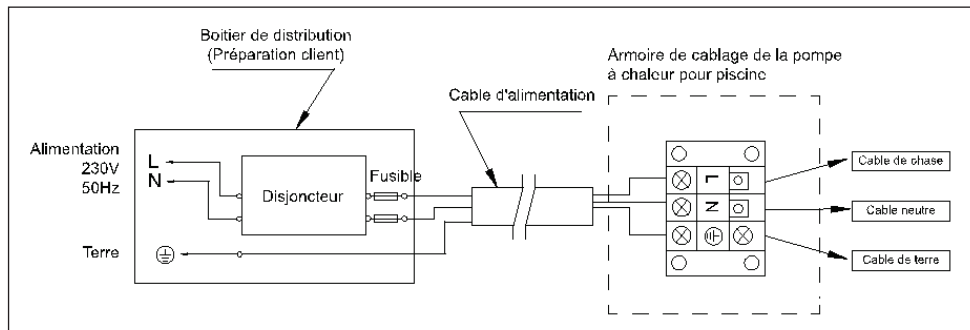 Boitier de distribution
(Préparation client)
Armoire de cablage de la pompe
à chaleur pour piscine
Cable d'alimentation
Alimentation
230V
50Hz
L
N
Disjoncteur
Fusible
Terre
L
N
Cable de chase
Cable neutre
Cable de terre